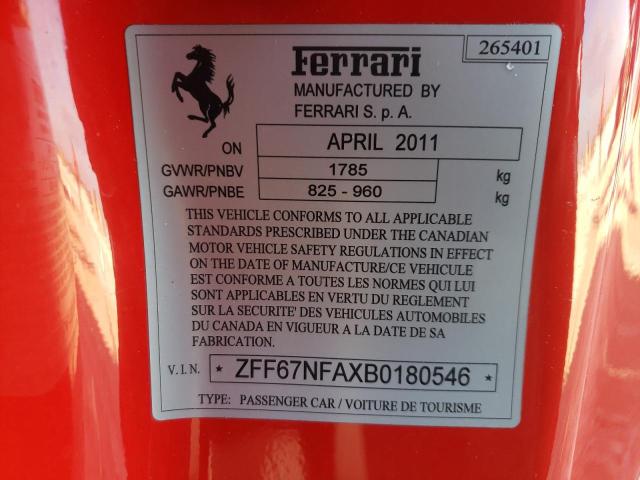 265401
Ferrari
MANUFACTURED BY
FERRARI S. p. A.
ON APRIL 2011
GVWR/PNBV 1785 kg
GAWR/PNBE 825 - 960 kg
THIS VEHICLE CONFORMS TO ALL APPLICABLE
STANDARDS PRESCRIBED UNDER THE CANADIAN
MOTOR VEHICLE SAFETY REGULATIONS IN EFFECT
ON THE DATE OF MANUFACTURE/CE VEHICULE
EST CONFORME A TOUTES LES NORMES QUI LUI
SONT APPLICABLES EN VERTU DU REGLEMENT
SUR LA SECURITE' DES VEHICULES AUTOMOBILES
DU CANADA EN VIGUEUR A LA DATE DE SA
FABRICATION.
V.I.N. * ZFF67NFAXB0180546 *
TYPE: PASSENGER CAR / VOITURE DE TOURISME